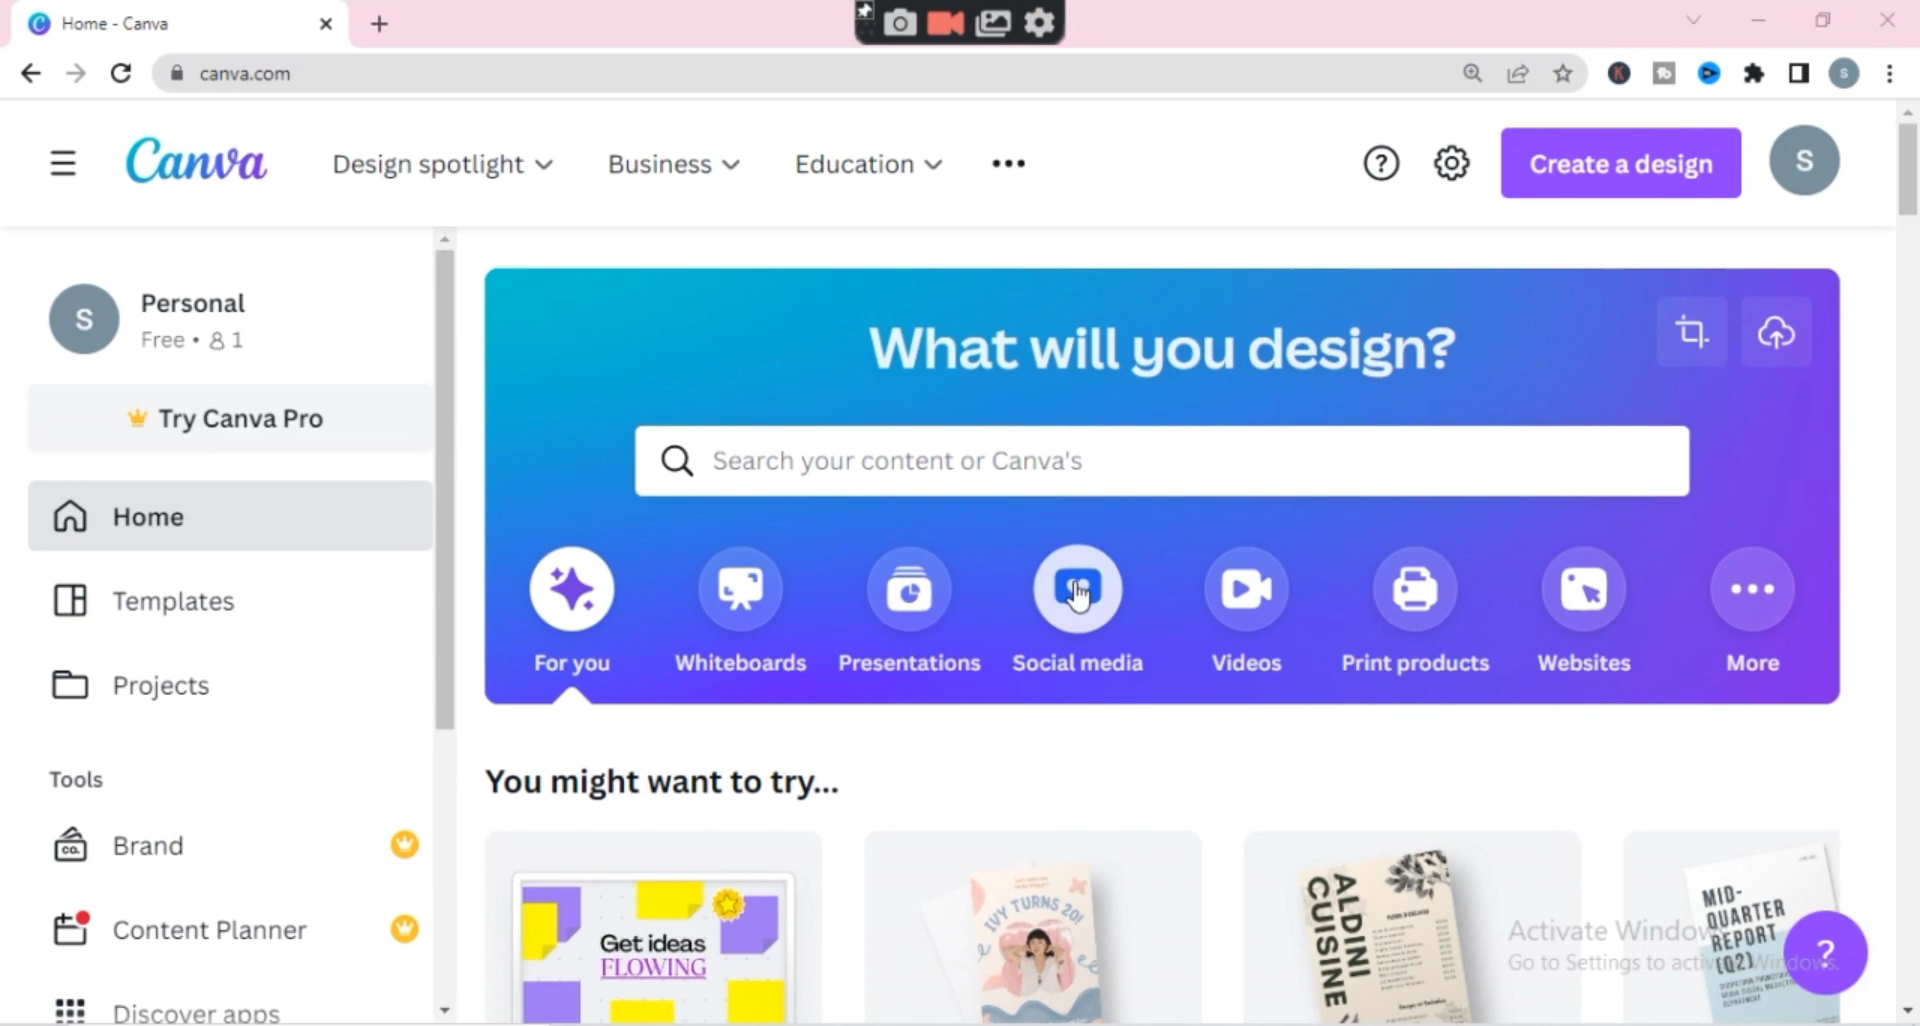 Home - Canva
canva.com
Canva
Design spotlight
Business
Education
Create a design
S
S
Personal
Free • 1
Try Canva Pro
Home
Templates
Projects
Tools
Brand
CO.
Content Planner
Discover apps
What will you design?
Search your content or Canva's
For you
Whiteboards
Presentations
Social media
Videos
Print products
Websites
More
You might want to try...
Get ideas
FLOWING
IVY TURNS 20!
ALDINI
CUISINE
MID-
QUARTER
REPORT
(Q2)
Activate Windows
Go to Settings to activate Windows.